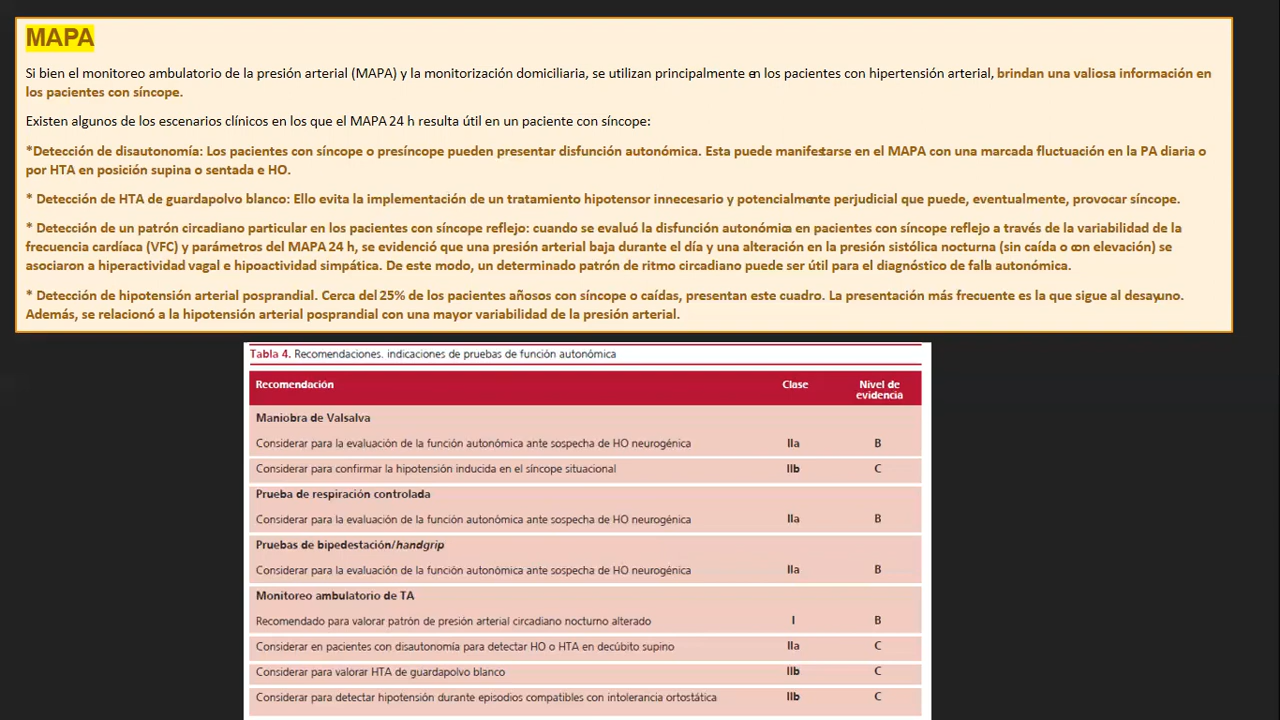 MAPA
Si bien el monitoreo ambulatorio de la presión arterial (MAPA) y la monitorización domiciliaria, se utilizan principalmente en los pacientes con hipertensión arterial, brindan una valiosa información en
los pacientes con síncope.
Existen algunos de los escenarios clínicos en los que el MAPA 24 h resulta útil en un paciente con síncope:
*Detección de disautonomía: Los pacientes con síncope o presíncope pueden presentar disfunción autonómica. Esta puede manifestarse en el MAPA con una marcada fluctuación en la PA diaria o
por HTA en posición supina o sentada e HO.
* Detección de HTA de guardapolvo blanco: Ello evita la implementación de un tratamiento hipotensor innecesario y potencialmente perjudicial que puede, eventualmente, provocar síncope.
* Detección de un patrón circadiano particular en los pacientes con síncope reflejo: cuando se evaluó la disfunción autonómica en pacientes con síncope reflejo a través de la variabilidad de la
frecuencia cardíaca (VFC) y parámetros del MAPA 24 h, se evidenció que una presión arterial baja durante el día y una alteración en la presión sistólica nocturna (sin caída o con elevación) se
asociaron a hiperactividad vagal e hipoactividad simpática. De este modo, un determinado patrón de ritmo circadiano puede ser útil para el diagnóstico de falla autonómica.
* Detección de hipotensión arterial posprandial. Cerca del 25% de los pacientes añosos con síncope o caídas, presentan este cuadro. La presentación más frecuente es la que sigue al desayuno.
Además, se relacionó a la hipotensión arterial posprandial con una mayor variabilidad de la presión arterial.
Tabla 4. Recomendaciones. indicaciones de pruebas de función autonómica
Recomendación Clase Nivel de
evidencia
Maniobra de Valsalva
Considerar para la evaluación de la función autonómica ante sospecha de HO neurogénica IIa B
Considerar para confirmar la hipotensión inducida en el síncope situacional IIb C
Prueba de respiración controlada
Considerar para la evaluación de la función autonómica ante sospecha de HO neurogénica IIa B
Pruebas de bipedestación/handgrip
Considerar para la evaluación de la función autonómica ante sospecha de HO neurogénica IIa B
Monitoreo ambulatorio de TA
Recomendado para valorar patrón de presión arterial circadiano nocturno alterado I B
Considerar en pacientes con disautonomía para detectar HO o HTA en decúbito supino IIa C
Considerar para valorar HTA de guardapolvo blanco IIb C
Considerar para detectar hipotensión durante episodios compatibles con intolerancia ortostática IIb C